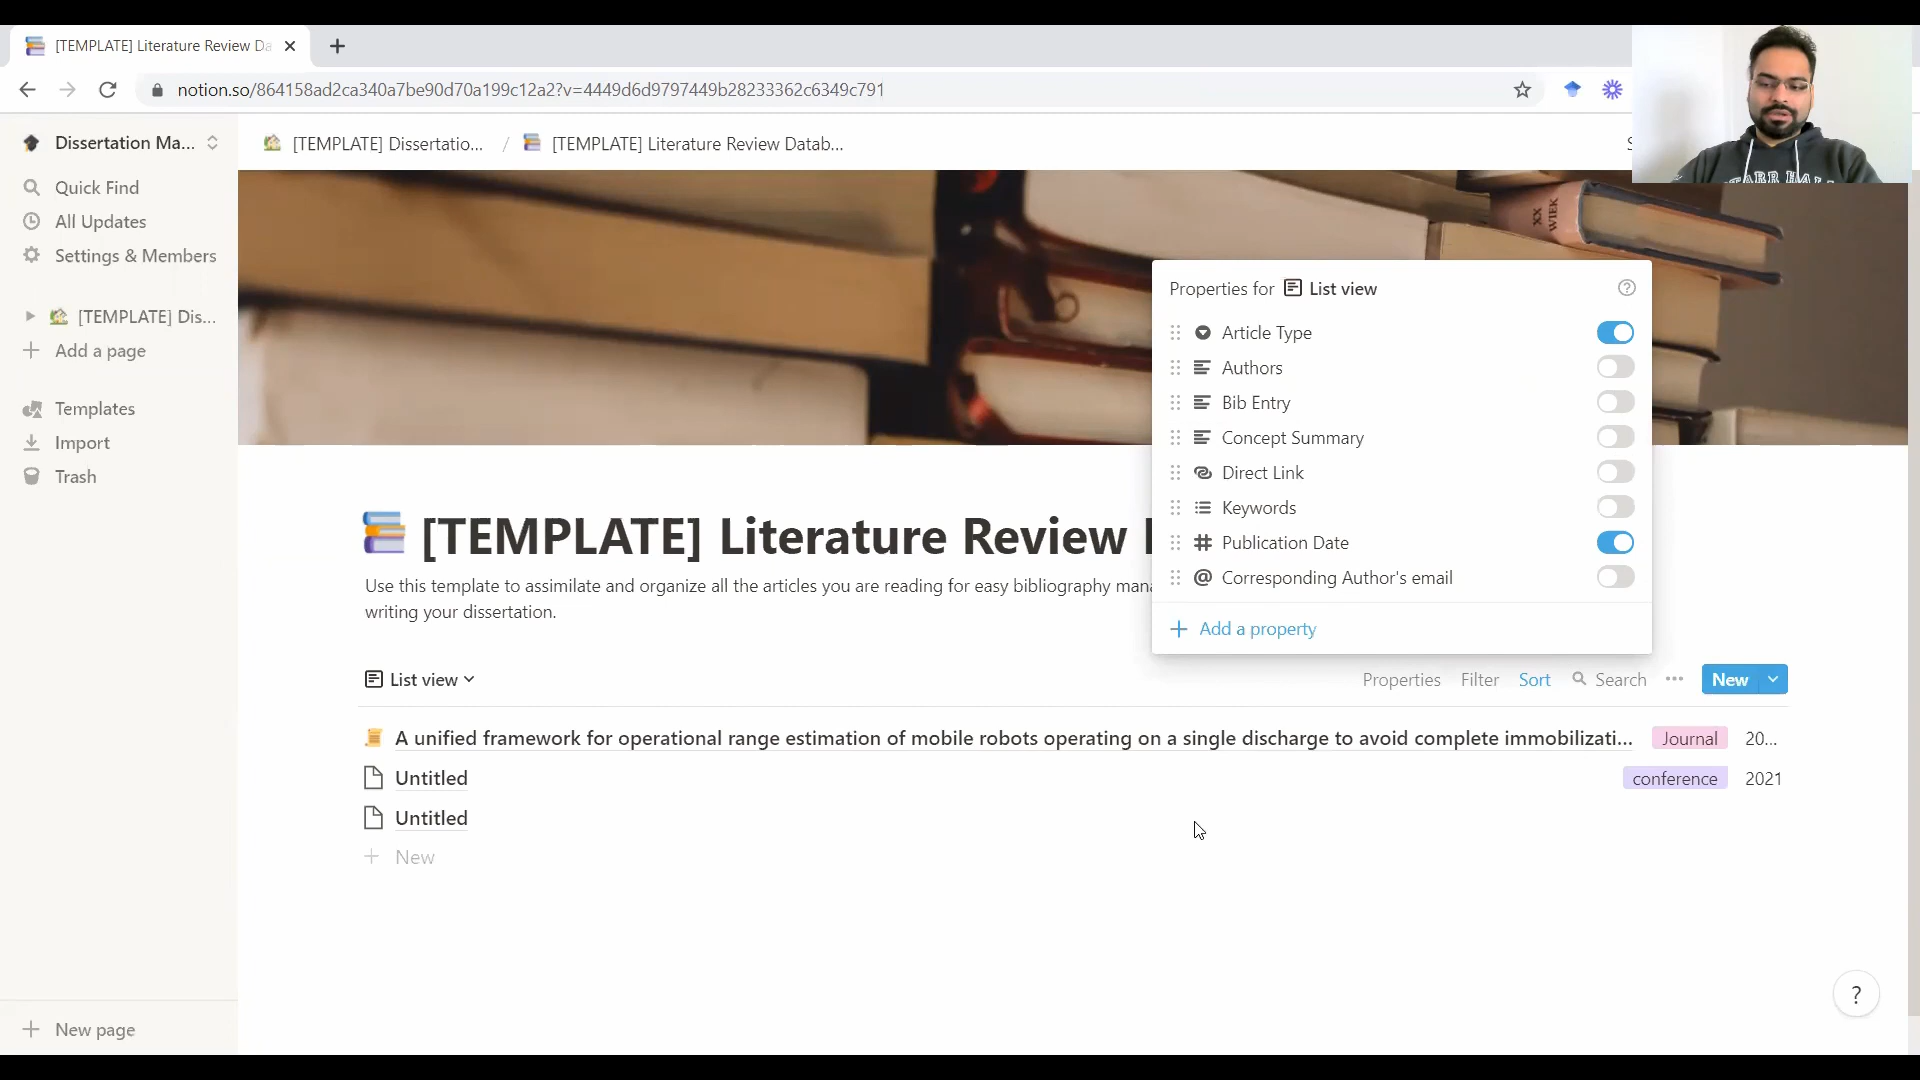 [TEMPLATE] Literature Review Da
notion.so/864158ad2ca340a7be90d70a199c12a2?v=4449d6d9797449b28233362c6349c791
Dissertation Ma...
[TEMPLATE] Dissertatio... / [TEMPLATE] Literature Review Datab...
Quick Find
All Updates
Settings & Members
[TEMPLATE] Dis...
Add a page
Templates
Import
Trash
New page
XX
WIEK
Properties for List view
Article Type
Authors
Bib Entry
Concept Summary
Direct Link
Keywords
Publication Date
@ Corresponding Author's email
+ Add a property
[TEMPLATE] Literature Review
Use this template to assimilate and organize all the articles you are reading for easy bibliography
writing your dissertation.
List view
Properties Filter Sort Search ... New
A unified framework for operational range estimation of mobile robots operating on a single discharge to avoid complete immobilizati... Journal 20...
Untitled conference 2021
Untitled
+ New
?